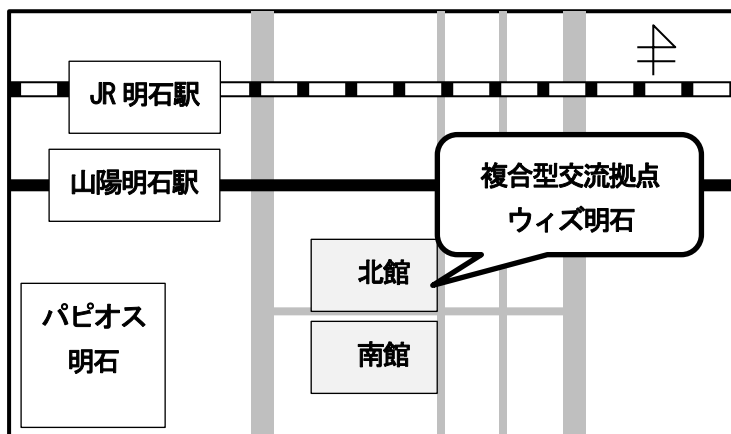 JR 明石駅
山陽明石駅
複合型交流拠点
ウィズ明石
北館
パピオス
明石
南館